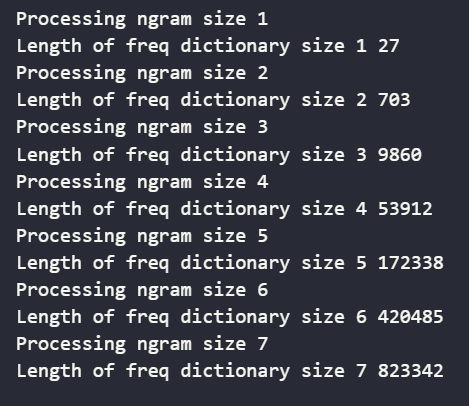 Processing ngram size 1
Length of freq dictionary size 1 27
Processing ngram size 2
Length of freq dictionary size 2 703
Processing ngram size 3
Length of freq dictionary size 3 9860
Processing ngram size 4
Length of freq dictionary size 4 53912
Processing ngram size 5
Length of freq dictionary size 5 172338
Processing ngram size 6
Length of freq dictionary size 6 420485
Processing ngram size 7
Length of freq dictionary size 7 823342